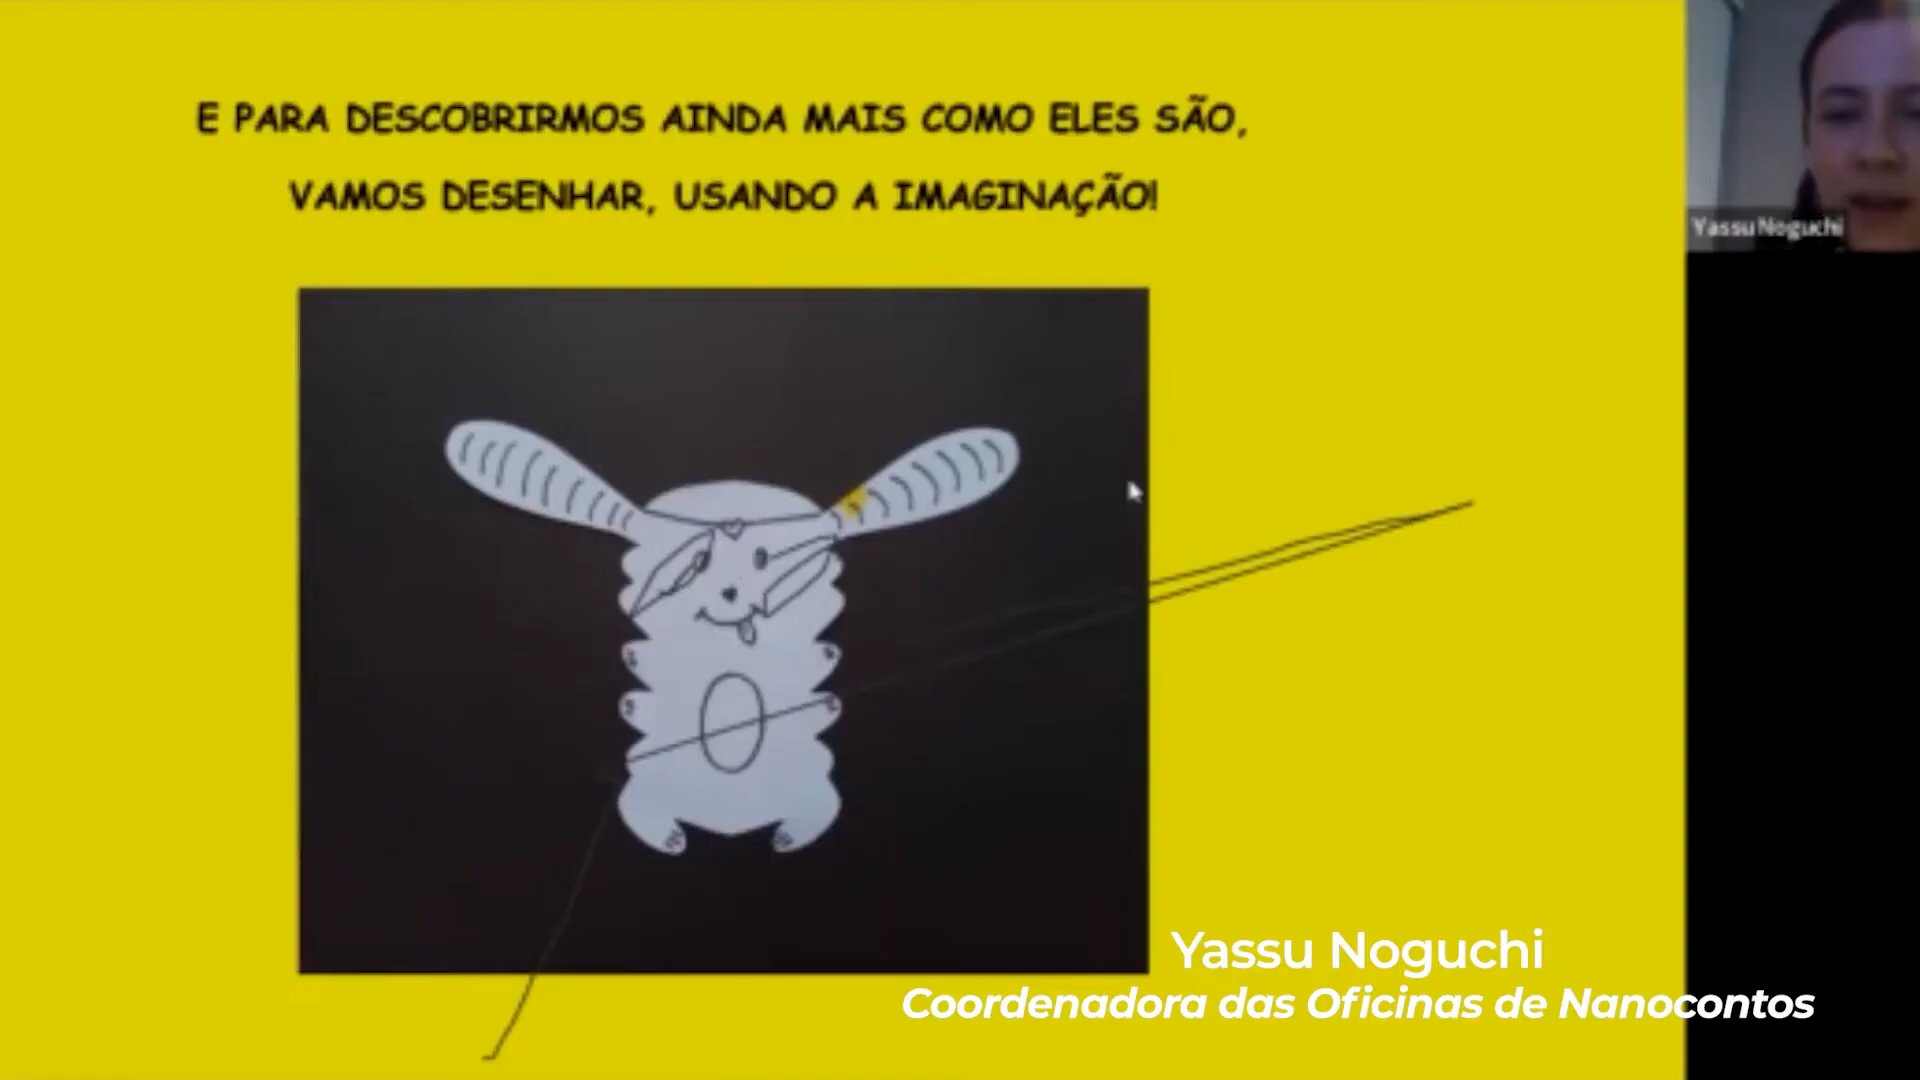 E PARA DESCOBRIRMOS AINDA MAIS COMO ELES SÃO,
VAMOS DESENHAR, USANDO A IMAGINAÇÃO!
Yassu Noguchi
Yassu Noguchi
Coordenadora das Oficinas de Nanocontos